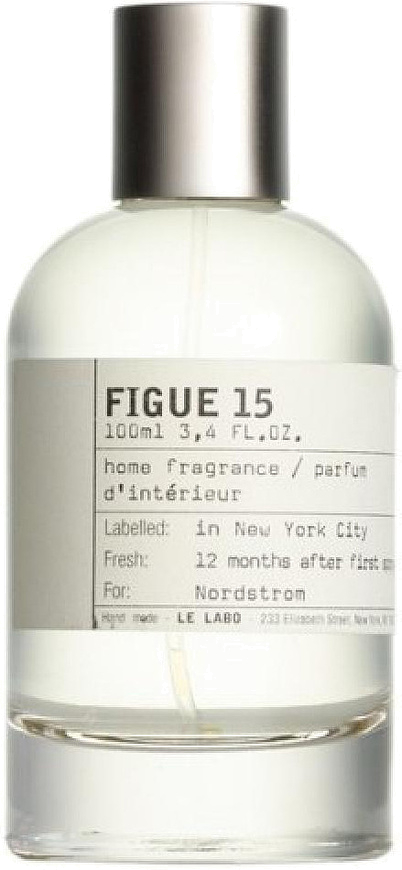 FIGUE 15
100ml 3,4 FL.OZ.
home fragrance / parfum
d'intérieur
Labelled: in New York City
Fresh: 12 months after first
For: Nordstrom
Hand made - LE LABO - 233 Elizabeth Street, New York,